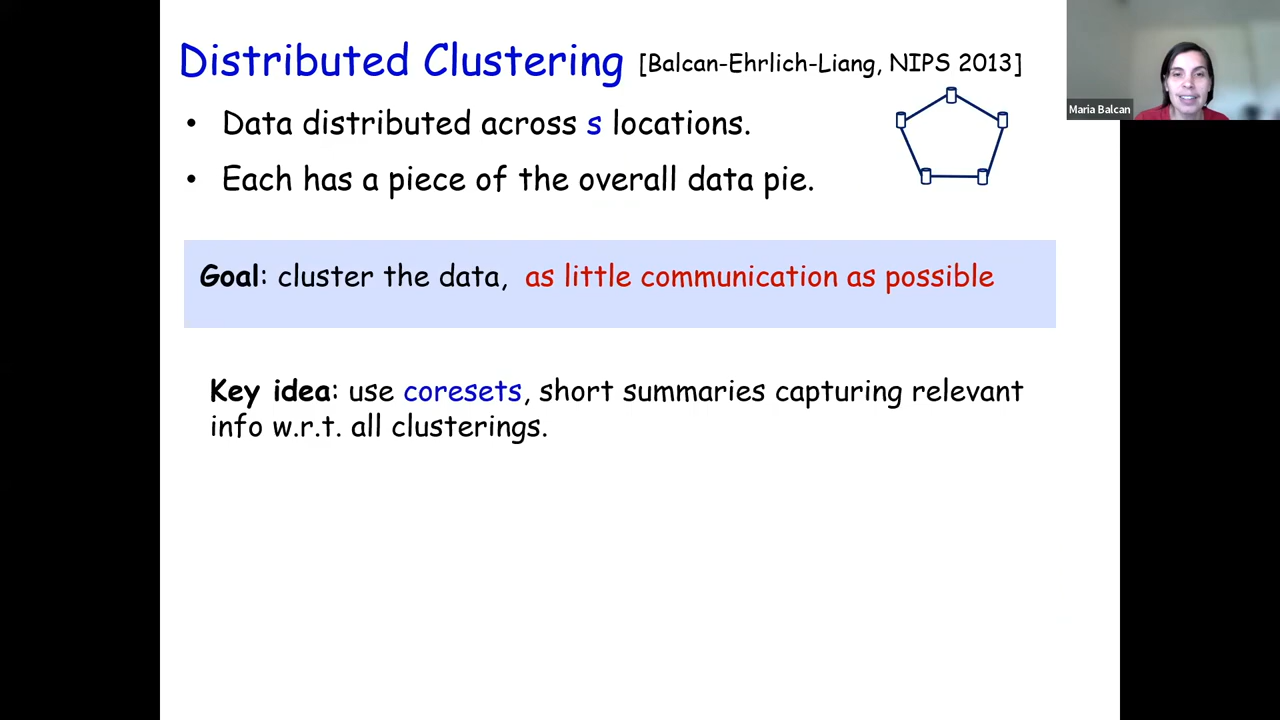 Distributed Clustering [Balcan-Ehrlich-Liang, NIPS 2013]
• Data distributed across s locations.
• Each has a piece of the overall data pie.
Goal: cluster the data, as little communication as possible
Key idea: use coresets, short summaries capturing relevant
info w.r.t. all clusterings.
Maria Balcan